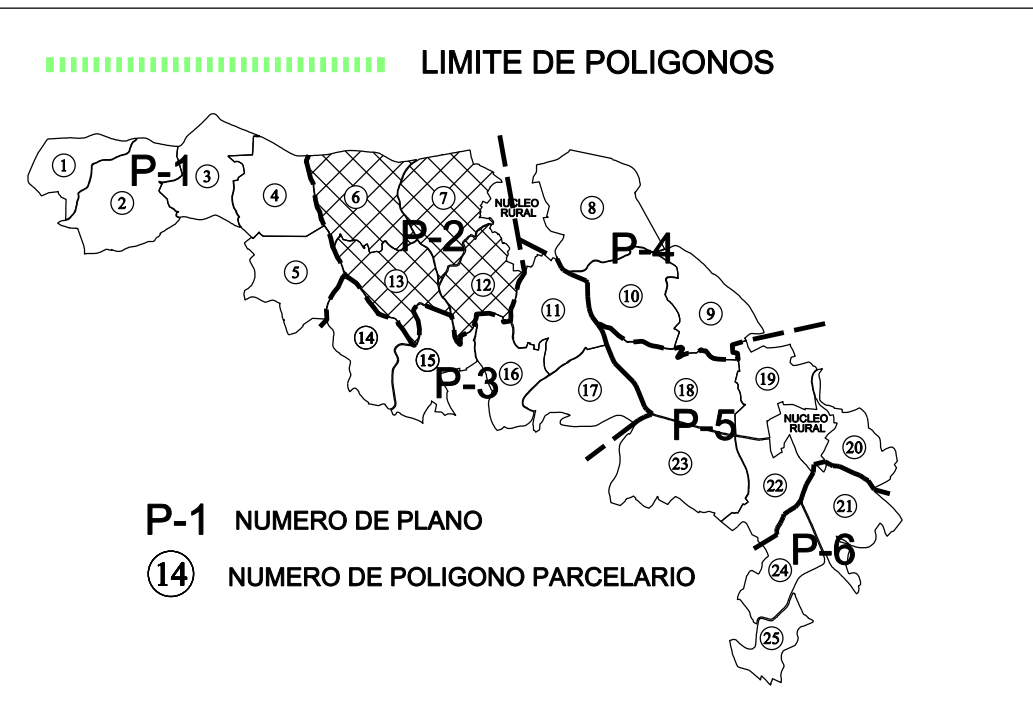 LIMITE DE POLIGONOS
1
2
P-1
3
4
5
6
7
P-2
13
12
NUCLEO
RURAL
8
P-4
10
9
11
14
15
P-3
16
17
18
P-5
19
NUCLEO
RURAL
20
23
22
21
P-6
24
25
P-1 NUMERO DE PLANO
14 NUMERO DE POLIGONO PARCELARIO